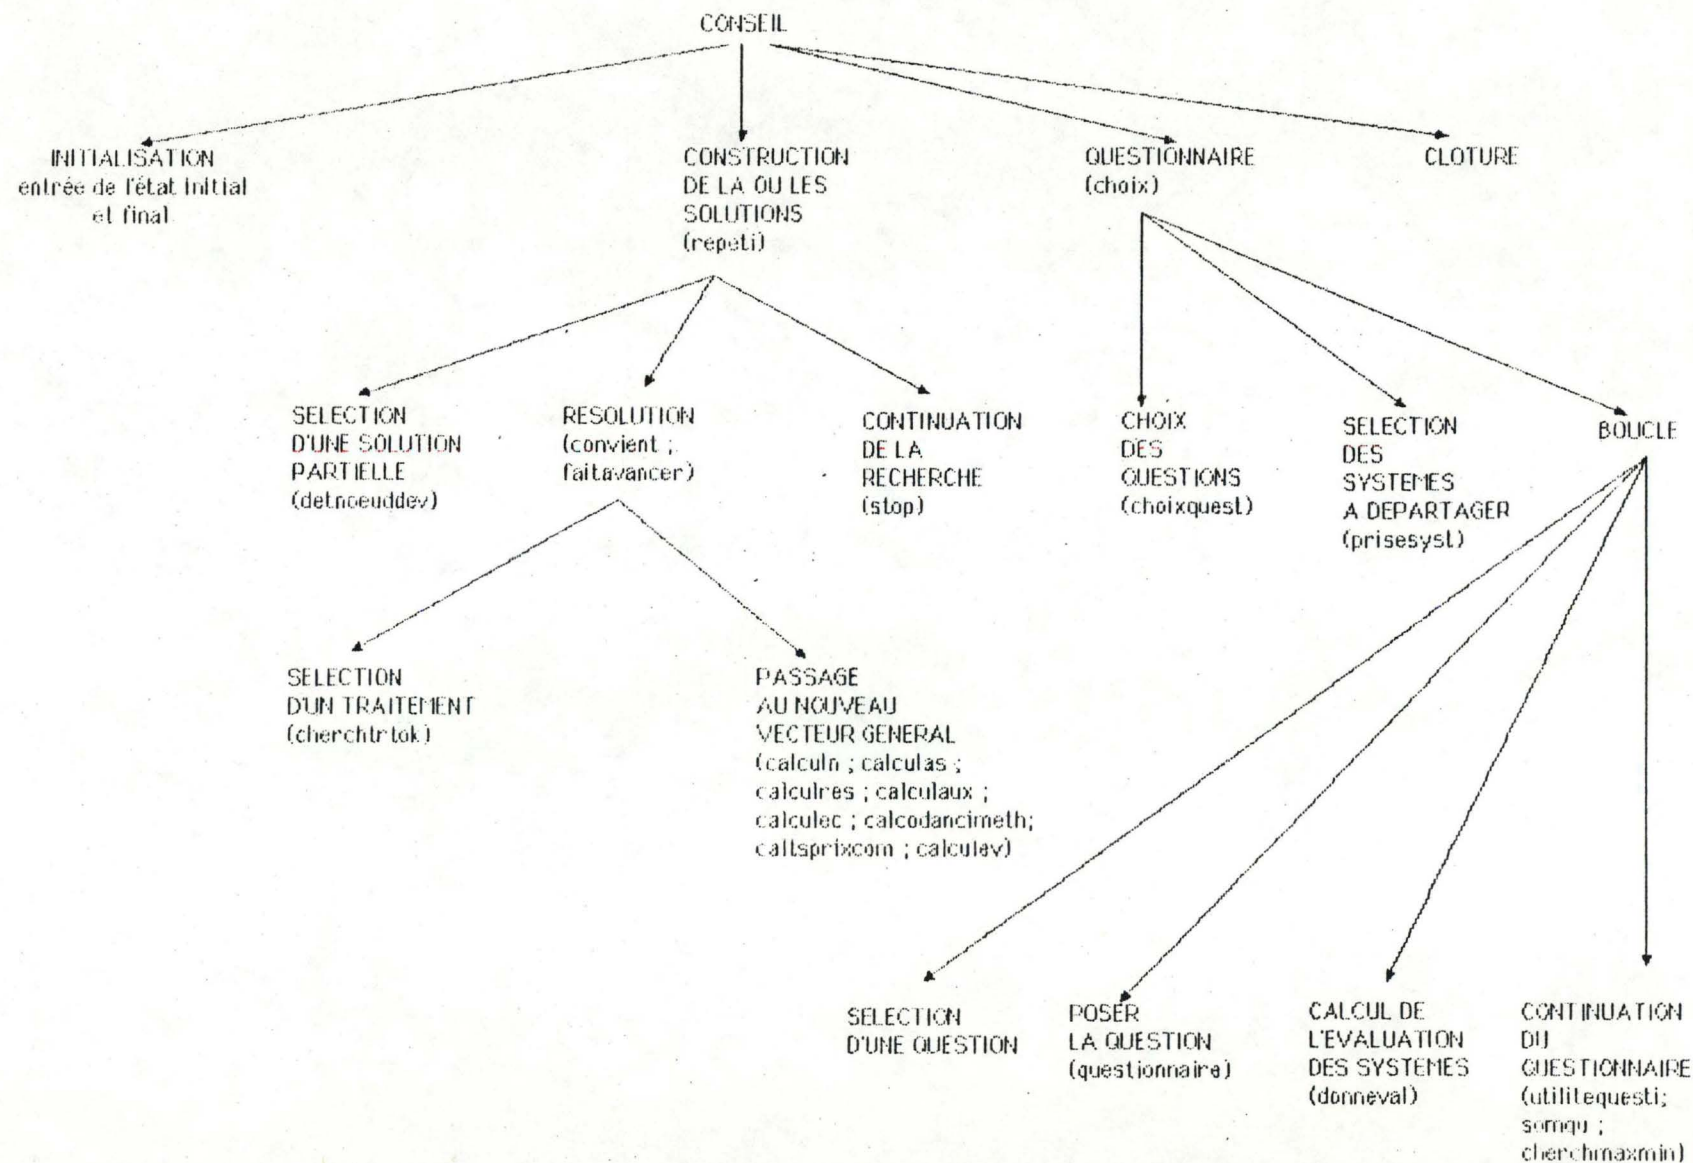 CONSEIL
INITIALISATION
entrée de l'état initial
et final
CONSTRUCTION
DE LA OU LES
SOLUTIONS
(repeti)
QUESTIONNAIRE
(choix)
CLOTURE
SELECTION
D'UNE SOLUTION
PARTIELLE
(detnoeuddev)
RESOLUTION
(convient ;
faitavancer)
CONTINUATION
DE LA
RECHERCHE
(stop)
CHOIX
DES
QUESTIONS
(choixquest)
SELECTION
DES
SYSTEMES
A DEPARTAGER
(prisesyst)
BOUCLE
SELECTION
D'UN TRAITEMENT
(cherchtrtok)
PASSAGE
AU NOUVEAU
VECTEUR GENERAL
(calculn ; calculas ;
calculres ; calculaux ;
calculec ; calcodancimeth;
caltsprixcom ; calculev)
SELECTION
D'UNE QUESTION
POSER
LA QUESTION
(questionnaire)
CALCUL DE
L'EVALUATION
DES SYSTEMES
(donneval)
CONTINUATION
DU
QUESTIONNAIRE
(utilitequesti;
somqu ;
cherchmaxmin)